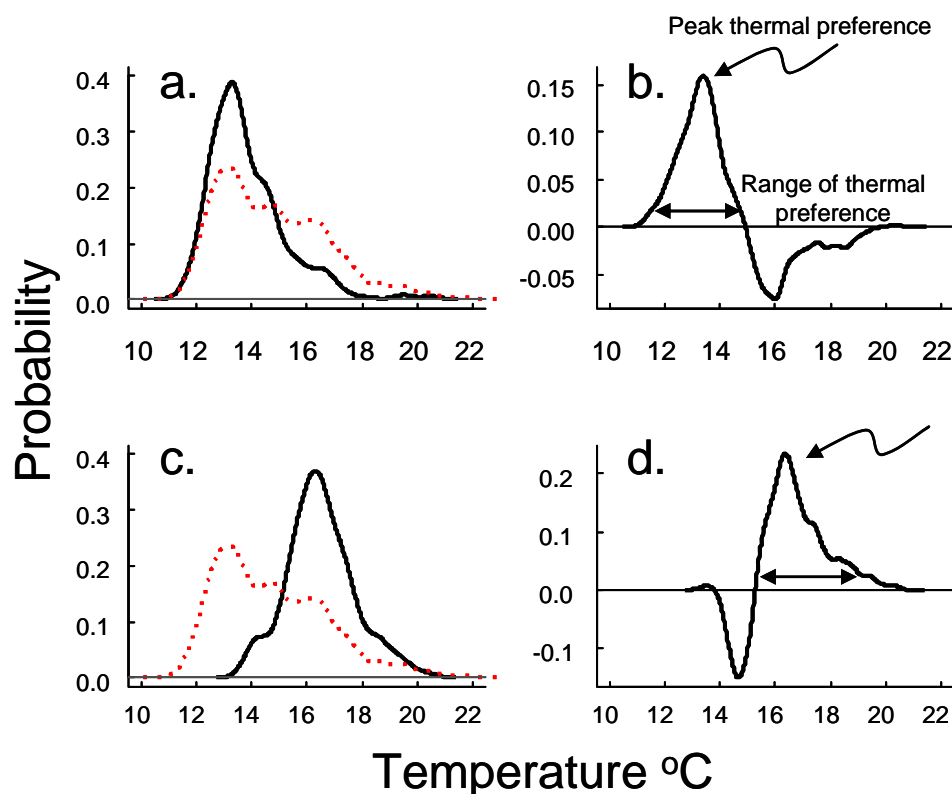 Peak thermal preference
a.
0.4
0.3
0.2
0.1
0.0
10 12 14 16 18 20 22
b.
0.15
0.10
0.05
0.00
-0.05
Range of thermal
preference
10 12 14 16 18 20 22
Probability
c.
0.4
0.3
0.2
0.1
0.0
10 12 14 16 18 20 22
d.
0.2
0.1
0.0
-0.1
10 12 14 16 18 20 22
Temperature ºC